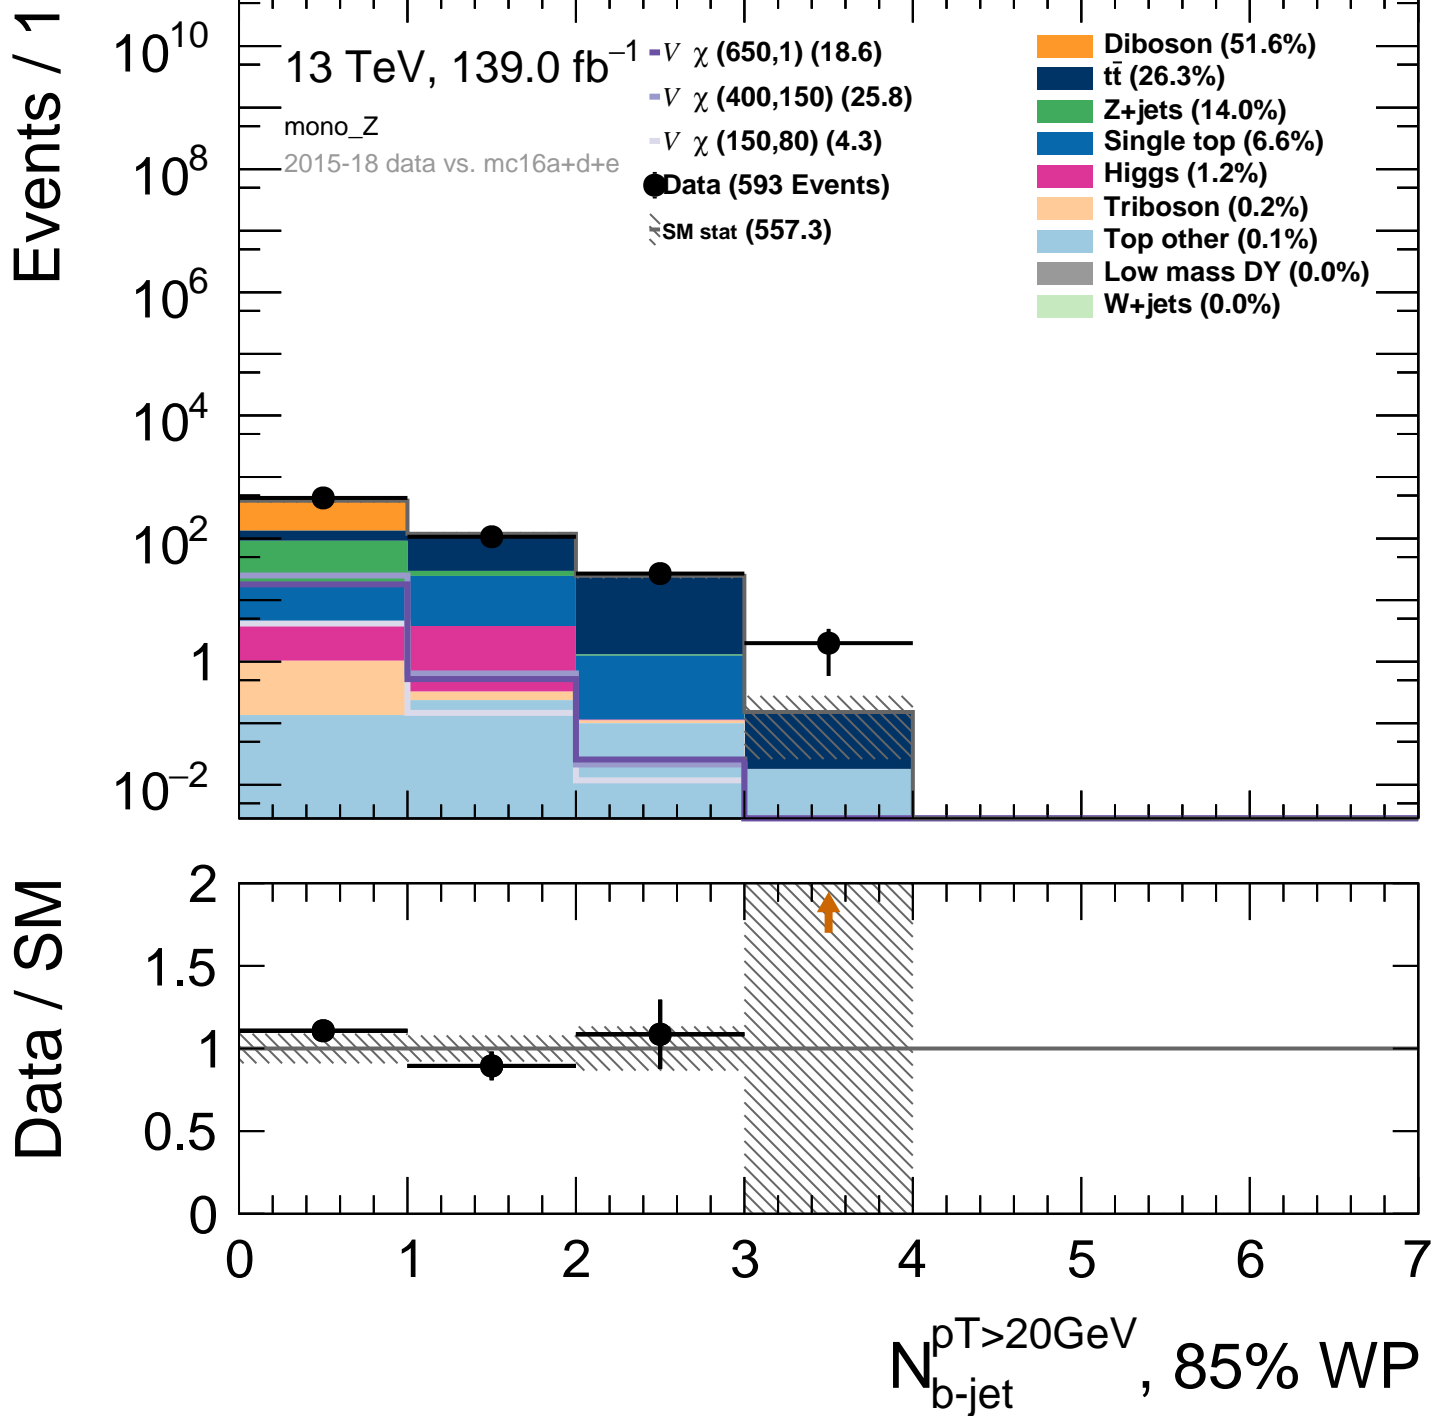 Events / 1
10^10
10^8
10^6
10^4
10^2
1
10^−2
13 TeV, 139.0 fb^−1
mono_Z
2015-18 data vs. mc16a+d+e
V χ (650,1) (18.6)
V χ (400,150) (25.8)
V χ (150,80) (4.3)
Data (593 Events)
SM stat (557.3)
Diboson (51.6%)
tt̄ (26.3%)
Z+jets (14.0%)
Single top (6.6%)
Higgs (1.2%)
Triboson (0.2%)
Top other (0.1%)
Low mass DY (0.0%)
W+jets (0.0%)
Data / SM
2
1.5
1
0.5
0
0 1 2 3 4 5 6 7
N_b-jet^pT>20GeV, 85% WP